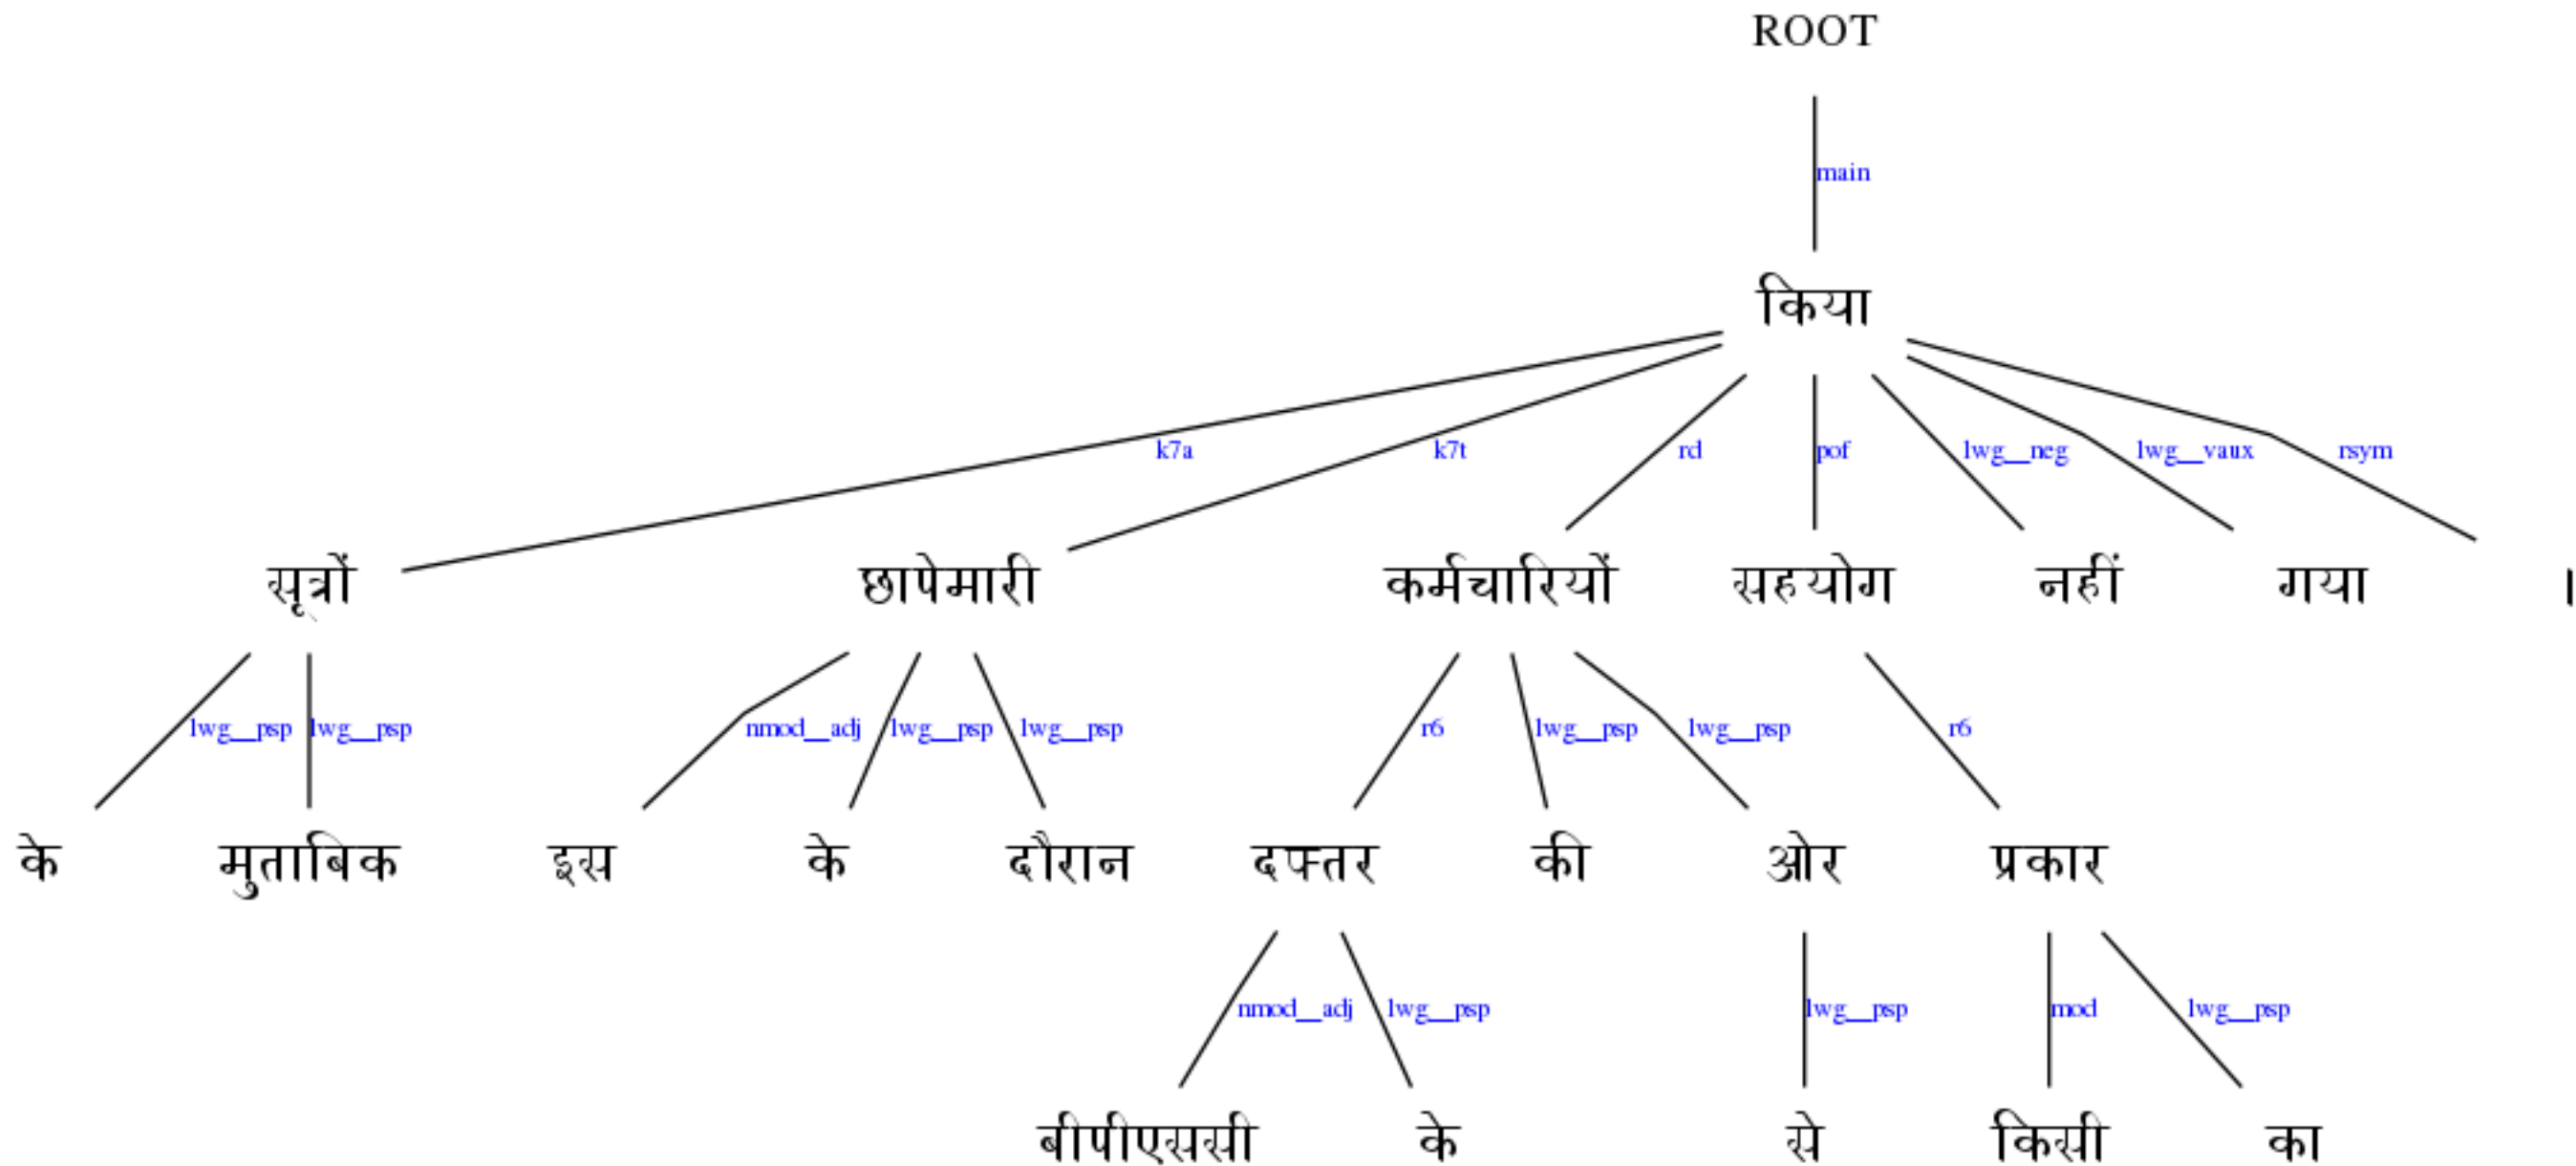 ROOT
main
किया
k7a k7t rd pof lwg__neg lwg__vaux rsym
सूत्रों छापेमारी कर्मचारियों सहयोग नहीं गया ।
lwg__psp lwg__psp nmod__adj lwg__psp lwg__psp r6 lwg__psp lwg__psp r6
के मुताबिक इस के दौरान दफ्तर की ओर प्रकार
nmod__adj lwg__psp lwg__psp mod lwg__psp
बीपीएससी के से किसी का